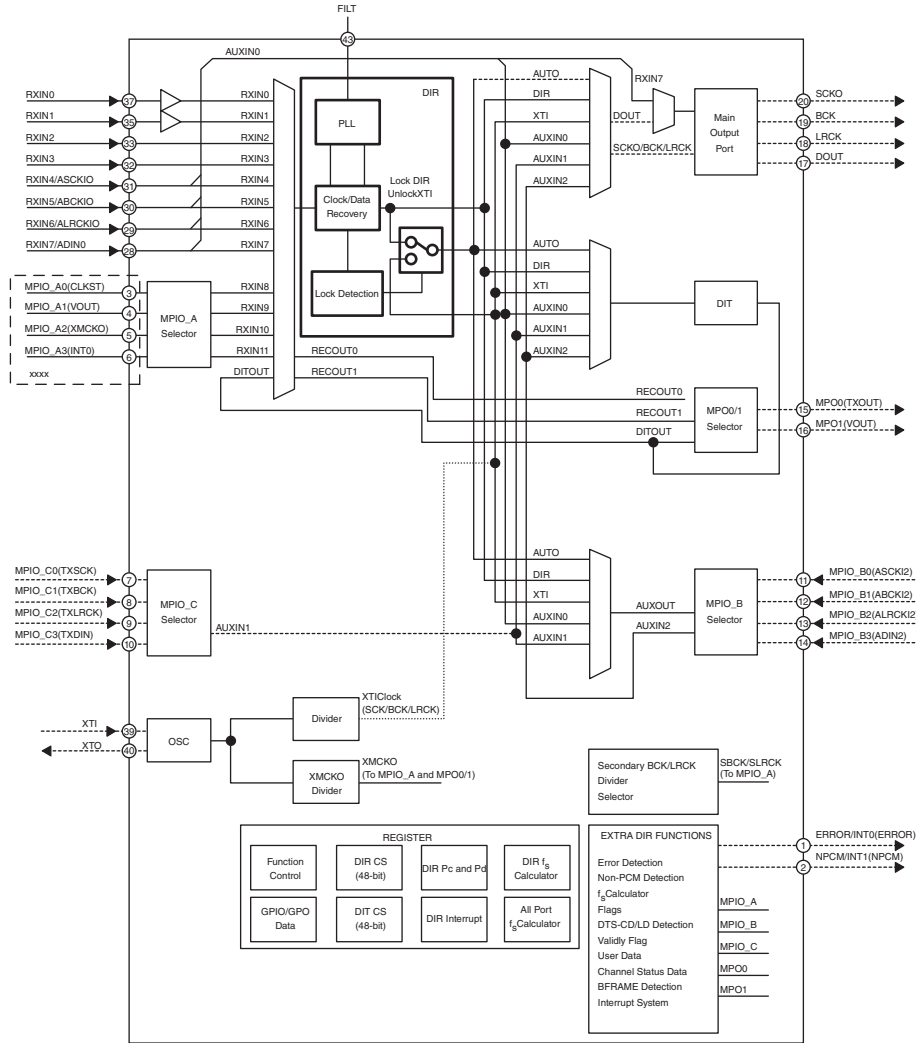 FILT
43
AUXIN0
RXIN0
37
RXIN0
RXIN1
35
RXIN1
RXIN2
33
RXIN2
RXIN3
32
RXIN3
RXIN4/ASCKIO
31
RXIN4
RXIN5/ABCKIO
30
RXIN5
RXIN6/ALRCKIO
29
RXIN6
RXIN7/ADIN0
28
RXIN7
MPIO_A0(CLKST)
3
MPIO_A1(VOUT)
4
MPIO_A2(XMCKO)
5
MPIO_A3(INT0)
6
xxxx
MPIO_A
Selector
RXIN8
RXIN9
RXIN10
RXIN11
DITOUT
DIR
PLL
Clock/Data
Recovery
Lock DIR
UnlockXTI
Lock Detection
RECOUT0
RECOUT1
AUTO
DIR
XTI
AUXIN0
AUXIN1
AUXIN2
RXIN7
DOUT
SCKO/BCK/LRCK
Main
Output
Port
20
SCKO
19
BCK
18
LRCK
17
DOUT
AUTO
DIR
XTI
AUXIN0
AUXIN1
AUXIN2
DIT
RECOUT0
RECOUT1
DITOUT
MPO0/1
Selector
15
MPO0(TXOUT)
16
MPO1(VOUT)
MPIO_C0(TXSCK)
7
MPIO_C1(TXBCK)
8
MPIO_C2(TXLRCK)
9
MPIO_C3(TXDIN)
10
MPIO_C
Selector
AUXIN1
AUTO
DIR
XTI
AUXIN0
AUXIN1
AUXOUT
AUXIN2
MPIO_B
Selector
11
MPIO_B0(ASCKI2)
12
MPIO_B1(ABCKI2)
13
MPIO_B2(ALRCKI2)
14
MPIO_B3(ADIN2)
XTI
39
XTO
40
OSC
Divider
XTIClock
(SCK/BCK/LRCK)
XMCKO
Divider
XMCKO
(To MPIO_A and MPO0/1)
Secondary BCK/LRCK
Divider
Selector
SBCK/SLRCK
(To MPIO_A)
REGISTER
Function
Control
DIR CS
(48-bit)
DIR Pc and Pd
DIR fs
Calculator
GPIO/GPO
Data
DIT CS
(48-bit)
DIR Interrupt
All Port
fsCalculator
EXTRA DIR FUNCTIONS
Error Detection
Non-PCM Detection
fsCalculator
Flags
DTS-CD/LD Detection
Validly Flag
User Data
Channel Status Data
BFRAME Detection
Interrupt System
1
ERROR/INT0(ERROR)
2
NPCM/INT1(NPCM)
MPIO_A
MPIO_B
MPIO_C
MPO0
MPO1